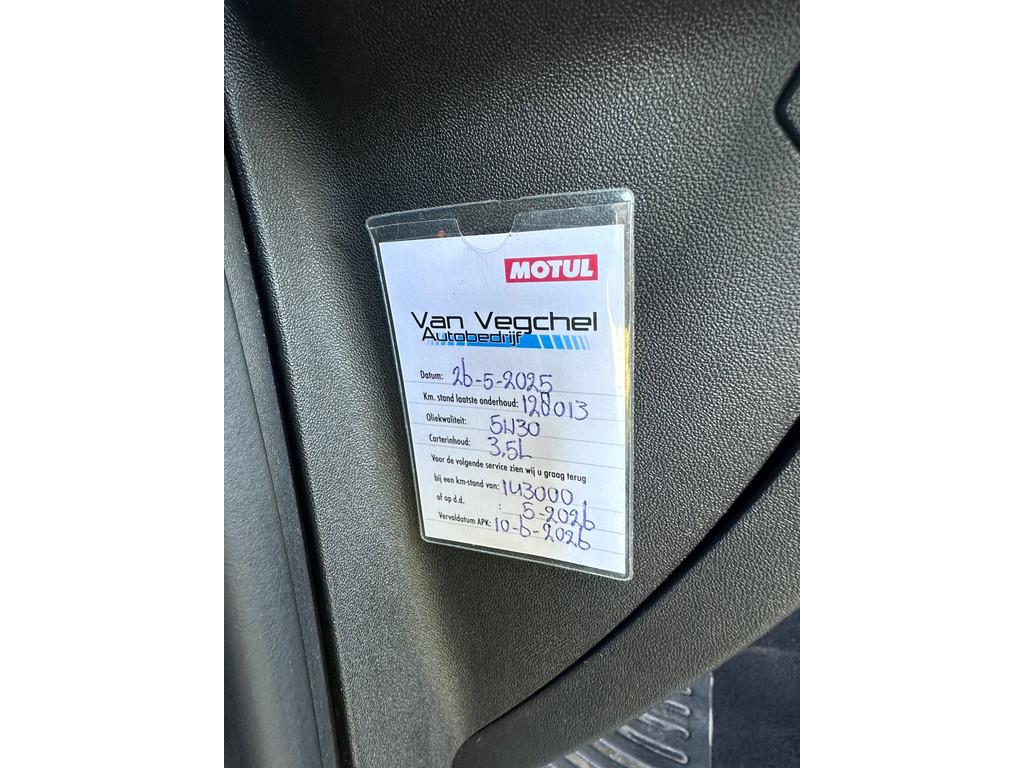 MOTUL
Van Vegchel
Autobedrijf
Datum: 26-5-2025
Km. stand laatste onderhoud: 128013
Oliekwaliteit: 5W30
Carterinhoud: 3,5L
Voor de volgende service zien wij u graag terug
bij een km-stand van: 143000
of op d.d. : 5-2026
Vervaldatum APK: 10-6-2026